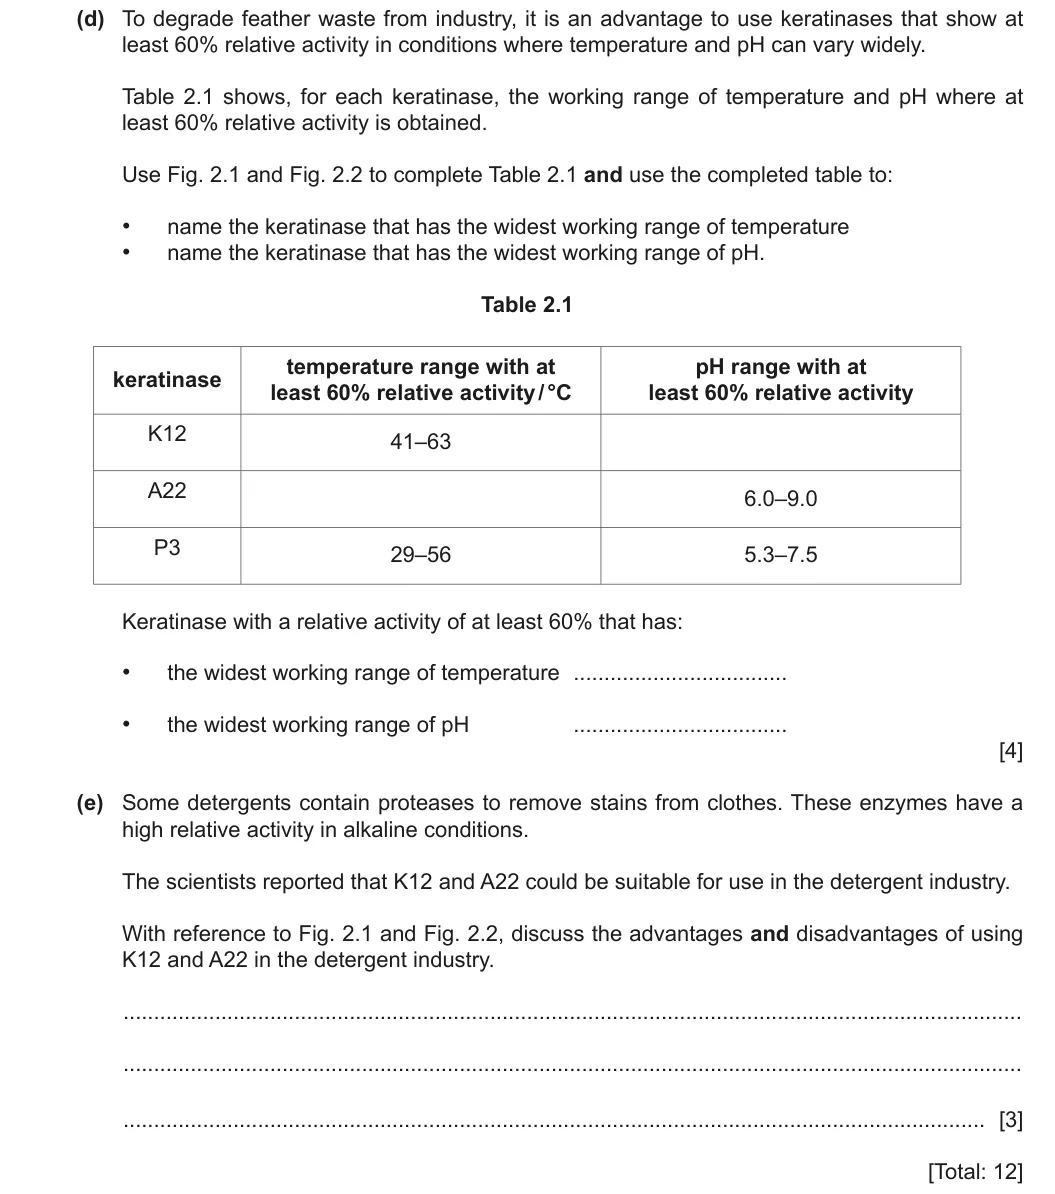 (d) To degrade feather waste from industry, it is an advantage to use keratinases that show at
least 60% relative activity in conditions where temperature and pH can vary widely.
Table 2.1 shows, for each keratinase, the working range of temperature and pH where at
least 60% relative activity is obtained.
Use Fig. 2.1 and Fig. 2.2 to complete Table 2.1 and use the completed table to:
• name the keratinase that has the widest working range of temperature
• name the keratinase that has the widest working range of pH.
Table 2.1
keratinase
temperature range with at
least 60% relative activity / °C
pH range with at
least 60% relative activity
K12
41–63
A22
6.0–9.0
P3
29–56
5.3–7.5
Keratinase with a relative activity of at least 60% that has:
• the widest working range of temperature ...................................
• the widest working range of pH ...................................
[4]
(e) Some detergents contain proteases to remove stains from clothes. These enzymes have a
high relative activity in alkaline conditions.
The scientists reported that K12 and A22 could be suitable for use in the detergent industry.
With reference to Fig. 2.1 and Fig. 2.2, discuss the advantages and disadvantages of using
K12 and A22 in the detergent industry.
...................................................................................................................................................
...................................................................................................................................................
............................................................................................................................................. [3]
[Total: 12]